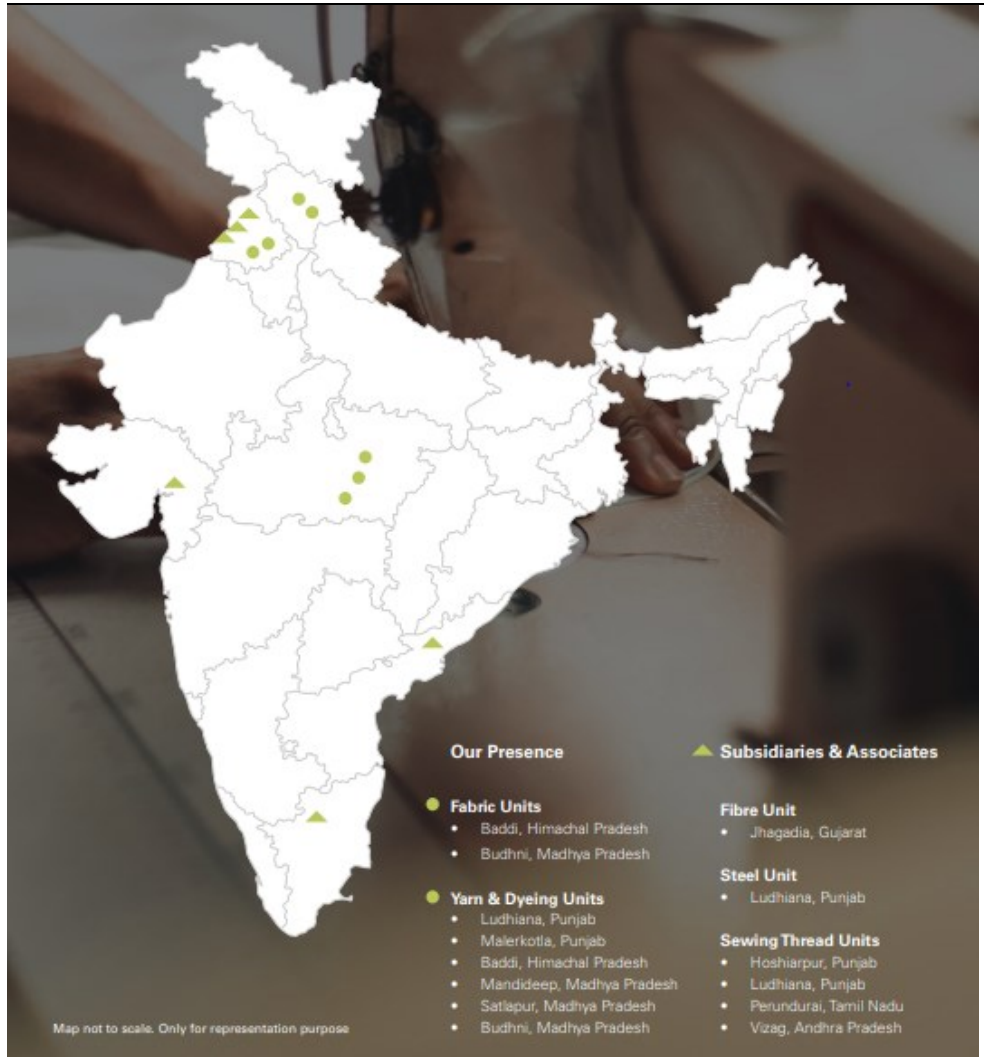 Our Presence
Fabric Units
• Baddi, Himachal Pradesh
• Budhni, Madhya Pradesh
Yarn & Dyeing Units
• Ludhiana, Punjab
• Malerkotla, Punjab
• Baddi, Himachal Pradesh
• Mandideep, Madhya Pradesh
• Satlapur, Madhya Pradesh
• Budhni, Madhya Pradesh
Subsidiaries & Associates
Fibre Unit
• Jhagadia, Gujarat
Steel Unit
• Ludhiana, Punjab
Sewing Thread Units
• Hoshiarpur, Punjab
• Ludhiana, Punjab
• Perundurai, Tamil Nadu
• Vizag, Andhra Pradesh
Map not to scale. Only for representation purpose